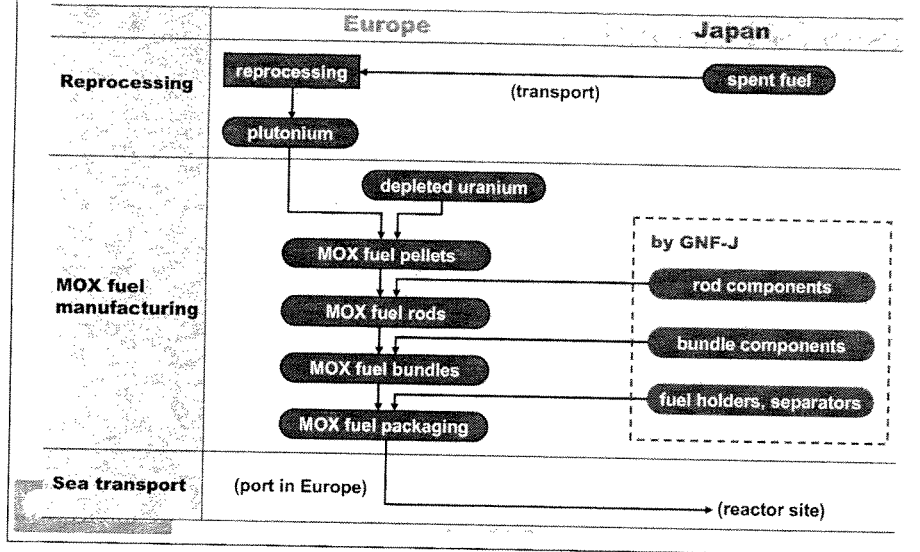 Europe
Japan
Reprocessing
reprocessing
(transport)
spent fuel
plutonium
MOX fuel
manufacturing
depleted uranium
MOX fuel pellets
by GNF-J
rod components
MOX fuel rods
bundle components
MOX fuel bundles
fuel holders, separators
MOX fuel packaging
Sea transport
(port in Europe)
(reactor site)